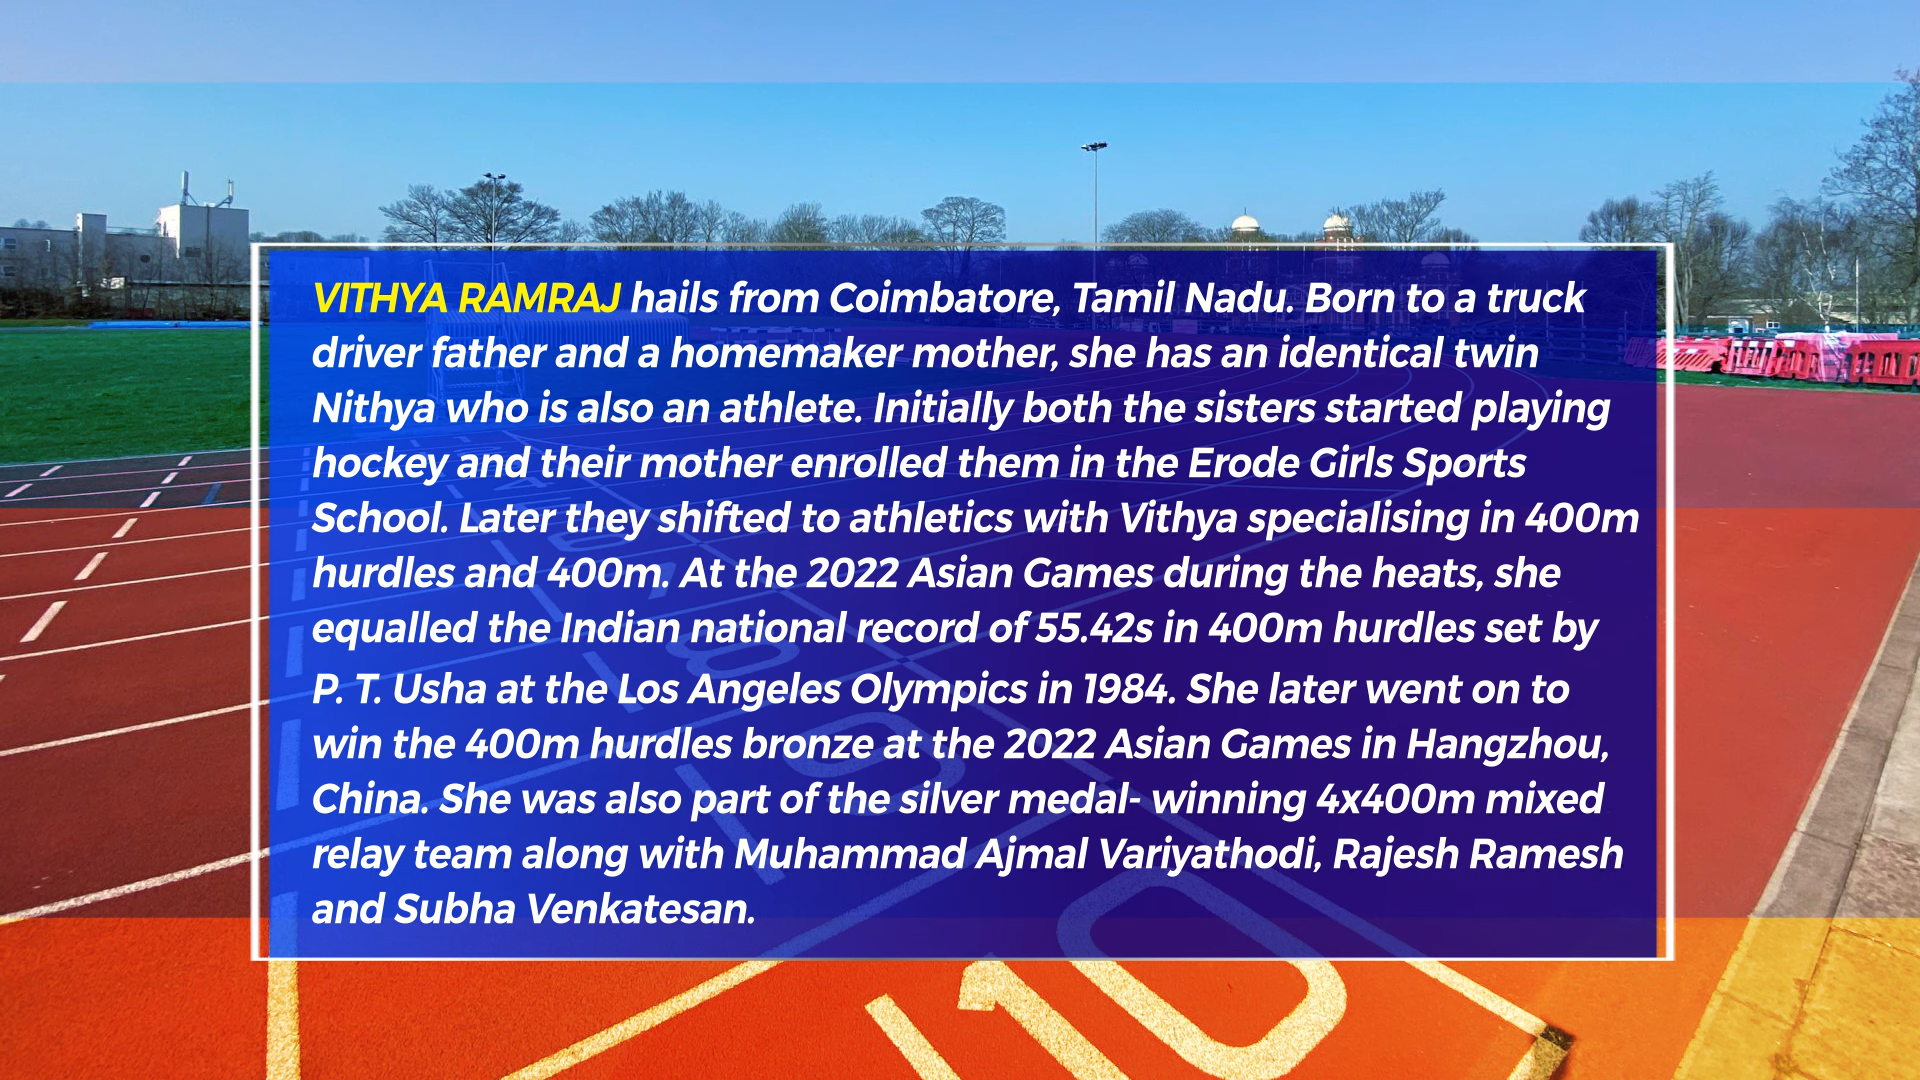 VITHYA RAMRAJ hails from Coimbatore, Tamil Nadu. Born to a truck
driver father and a homemaker mother, she has an identical twin
Nithya who is also an athlete. Initially both the sisters started playing
hockey and their mother enrolled them in the Erode Girls Sports
School. Later they shifted to athletics with Vithya specialising in 400m
hurdles and 400m. At the 2022 Asian Games during the heats, she
equalled the Indian national record of 55.42s in 400m hurdles set by
P. T. Usha at the Los Angeles Olympics in 1984. She later went on to
win the 400m hurdles bronze at the 2022 Asian Games in Hangzhou,
China. She was also part of the silver medal- winning 4x400m mixed
relay team along with Muhammad Ajmal Variyathodi, Rajesh Ramesh
and Subha Venkatesan.
8
9
10